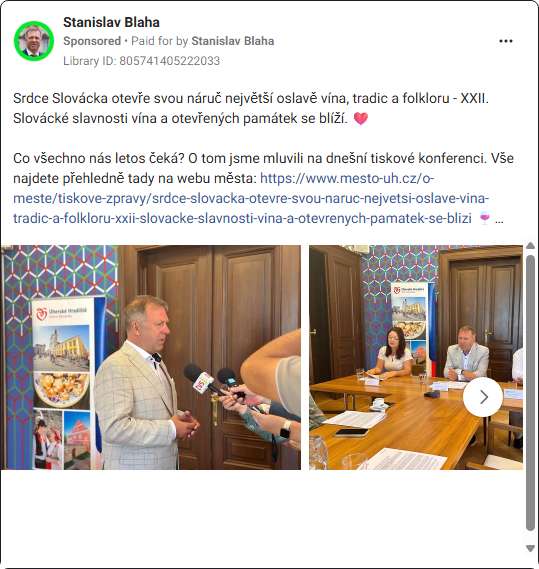 Stanislav Blaha
Sponsored • Paid for by Stanislav Blaha
Library ID: 805741405222033
Srdce Slovácka otevře svou náruč největší oslavě vína, tradic a folkloru - XXII.
Slovácké slavnosti vína a otevřených památek se blíží. 💗
Co všechno nás letos čeká? O tom jsme mluvili na dnešní tiskové konferenci. Vše
najdete přehledně tady na webu města: https://www.mesto-uh.cz/o-
meste/tiskove-zpravy/srdce-slovacka-otevre-svou-naruc-nejvetsi-oslave-vina-
tradic-a-folkloru-xxii-slovacke-slavnosti-vina-a-otevrenych-pamatek-se-blizi 🍷 ...
Uherské Hradiště